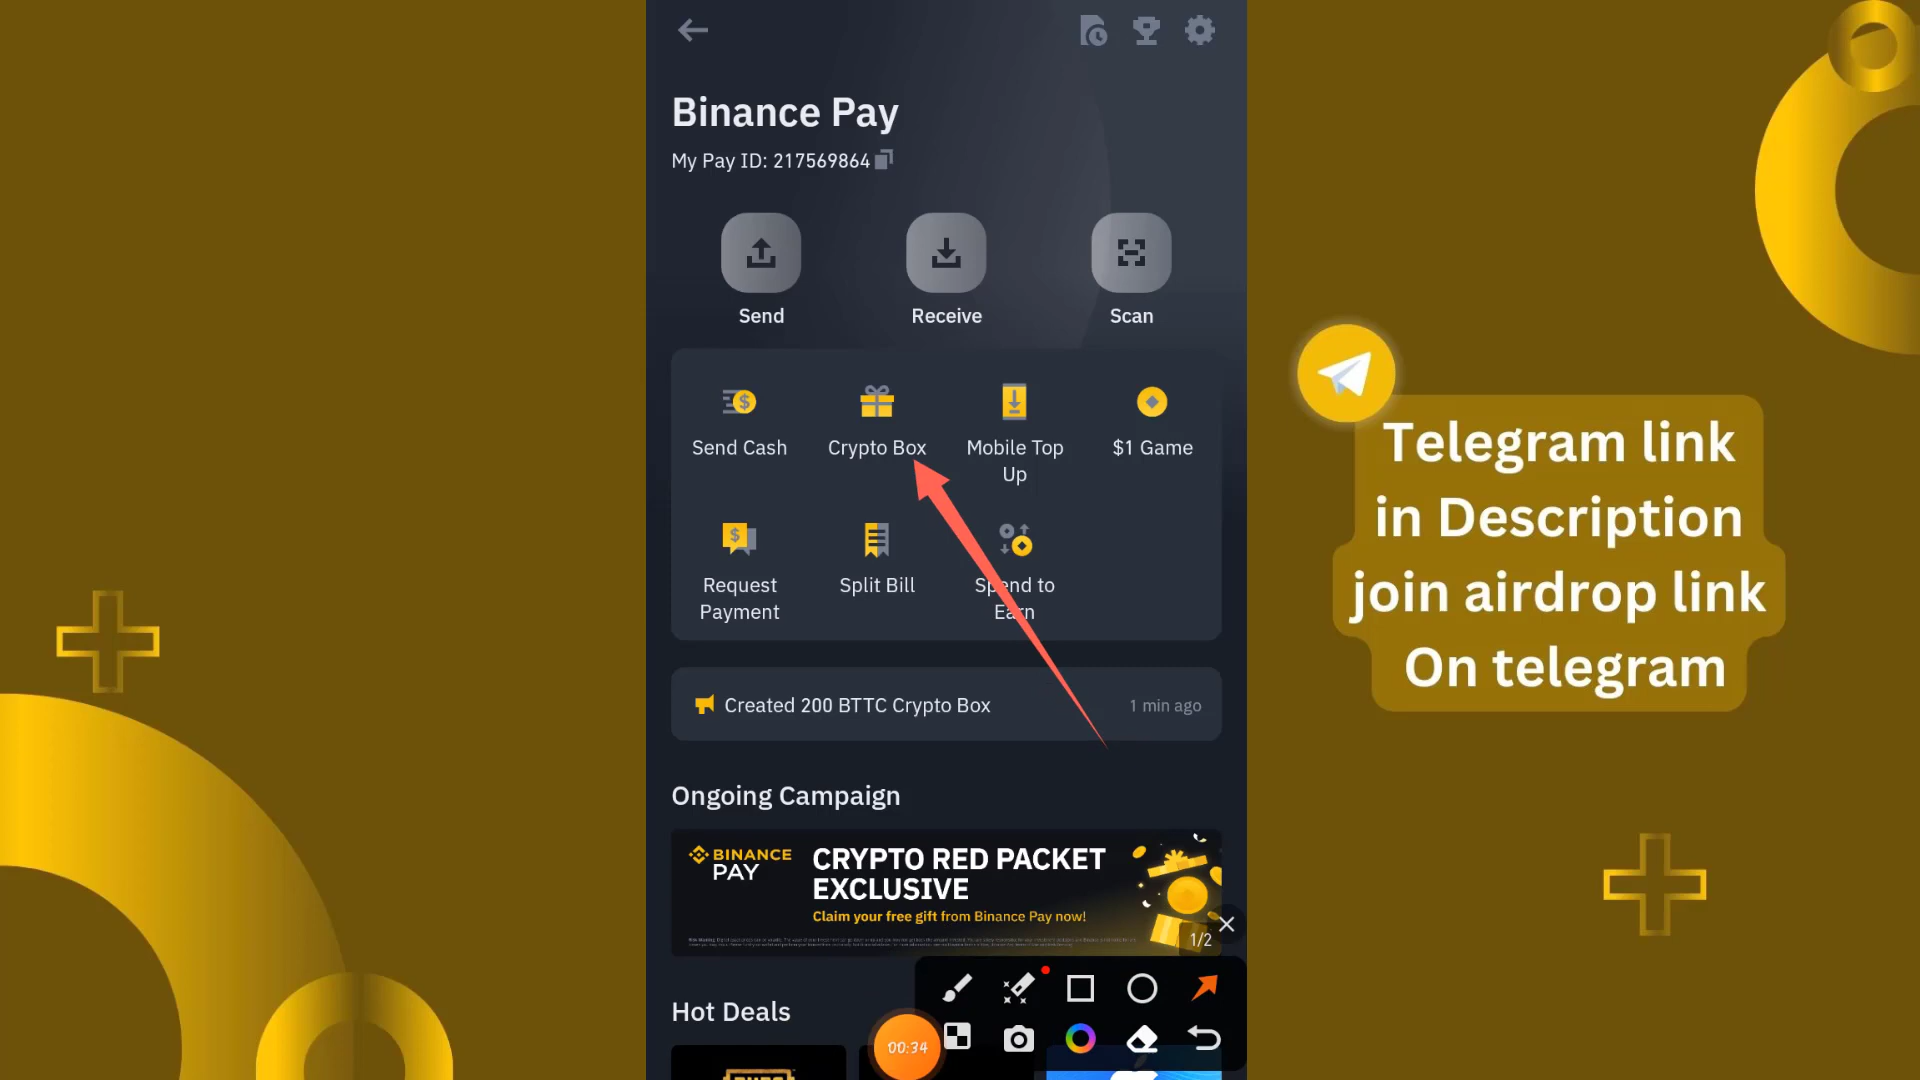 Binance Pay
My Pay ID: 217569864
Send
Receive
Scan
Send Cash
Crypto Box
Mobile Top
Up
$1 Game
Request
Payment
Split Bill
Spend to
Earn
Created 200 BTTC Crypto Box
1 min ago
Ongoing Campaign
BINANCE
PAY
CRYPTO RED PACKET
EXCLUSIVE
Claim your free gift from Binance Pay now!
1/2
Hot Deals
00:34
Telegram link
in Description
join airdrop link
On telegram